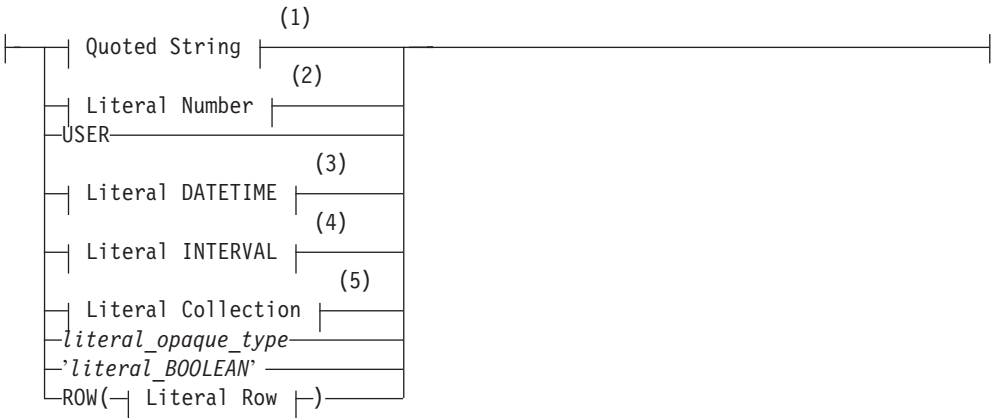 (1)
Quoted String
(2)
Literal Number
USER
(3)
Literal DATETIME
(4)
Literal INTERVAL
(5)
Literal Collection
literal_opaque_type
’literal_BOOLEAN’
ROW( Literal Row )